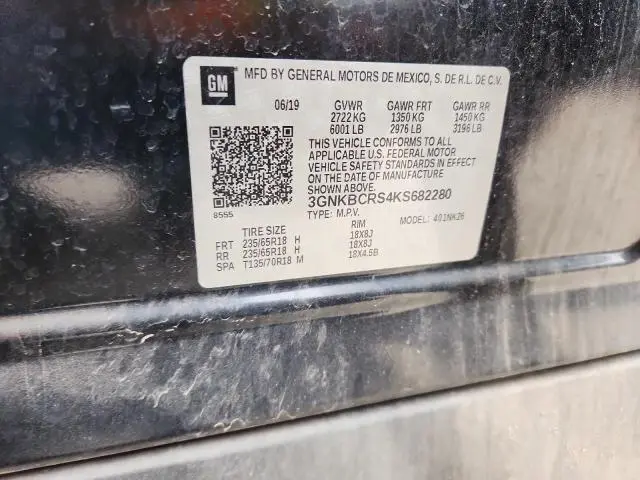 GM
MFD BY GENERAL MOTORS DE MEXICO, S. DE R.L. DE C.V.
06/19 GVWR GAWR FRT GAWR RR
2722 KG 1350 KG 1450 KG
6001 LB 2976 LB 3196 LB
THIS VEHICLE CONFORMS TO ALL
APPLICABLE U.S. FEDERAL MOTOR
VEHICLE SAFETY STANDARDS IN
EFFECT ON THE DATE OF MANUFACTURE
SHOWN ABOVE.
3GNKBCRS4KS682280
TYPE: M.P.V. MODEL: 401NK26
8555
TIRE SIZE RIM
FRT 235/65R18 H 18X8J
RR 235/65R18 H 18X8J
SPA T135/70R18 M 18X4.5B